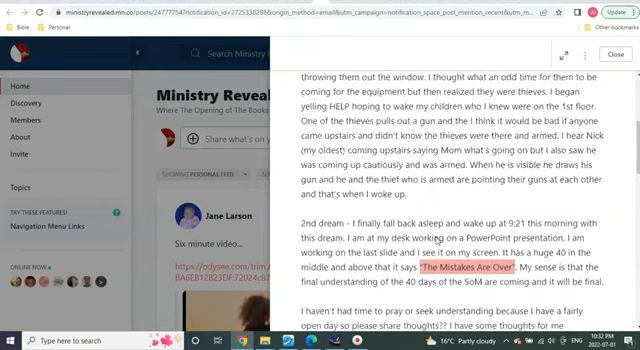 ministryrevealed.mn.co/posts/24777754?notification_id=2725338288&origin_method=email&utm_campaign=notification_space_post_mention_recent&utm_m...
Update
Bible
Personal
Other bookmarks
Search Ministry
Close
Home
Discovery
Members
About
Invite
Topics
TRY THESE FEATURES!
Navigation Menu Links
Ministry Reveal
Where The Opening of The Books
Share what's on you
SHOWING PERSONAL FEED
SORTED
Jane Larson
Six minute video...
https://odysee.com/trim.
throwing them out the window. I thought what an odd time for them to be
coming for the equipment but then realized they were thieves. I began
yelling HELP hoping to wake my children who I knew were on the 1st floor.
One of the thieves pulls out a gun and the I think it would be bad if anyone
came upstairs and didn't know the thieves were there and armed. I hear Nick
(my oldest) coming upstairs saying Mom what's going on but I also saw he
was coming up cautiously and was armed. When he is visible he draws his
gun and he and the thief who is armed are pointing their guns at each other
and that's when I woke up.
2nd dream - I finally fall back asleep and wake up at 9:21 this morning with
this dream. I am at my desk working on a PowerPoint presentation. I am
working on the last slide and I see it on my screen. It has a huge 40 in the
middle and above that it says "The Mistakes Are Over". My sense is that the
final understanding of the 40 days of the SoM are coming and it will be final.
I haven't had time to pray or seek understanding because I have a fairly
open day so please share thoughts?? I have some thoughts for me
Type here to search
16°C Partly cloudy
10:32 PM
2022-07-01